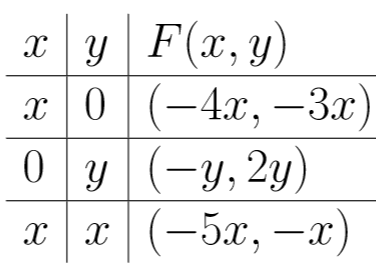 x y F(x, y)
x 0 (−4x, −3x)
0 y (−y, 2y)
x x (−5x, −x)